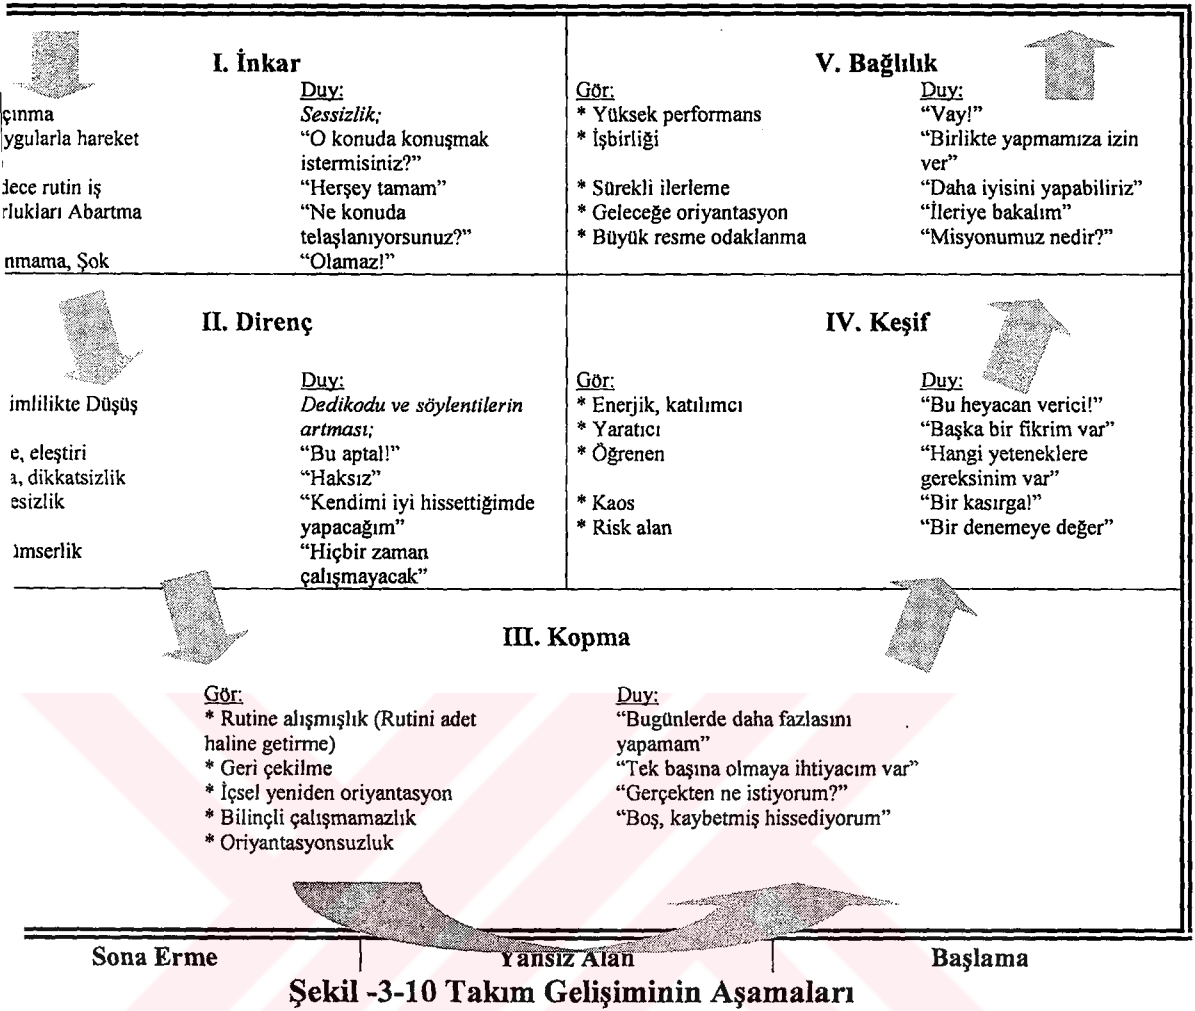 I. İnkar
Duy:
Sessizlik;
“O konuda konuşmak
istermisiniz?”
“Herşey tamam”
“Ne konuda
telaşlanıyorsunuz?”
“Olamaz!”
çınma
ygularla hareket
dece rutin iş
rlukları Abartma
nmama, Şok
V. Bağlılık
Gör:
* Yüksek performans
* İşbirliği
* Sürekli ilerleme
* Geleceğe oriyantasyon
* Büyük resme odaklanma
Duy:
“Vay!”
“Birlikte yapmamıza izin
ver”
“Daha iyisini yapabiliriz”
“İleriye bakalım”
“Misyonumuz nedir?”
II. Direnç
imlilikte Düşüş
e, eleştiri
a, dikkatsizlik
esizlik
ımserlik
Duy:
Dedikodu ve söylentilerin
artması;
“Bu aptal!”
“Haksız”
“Kendimi iyi hissettiğimde
yapacağım”
“Hiçbir zaman
çalışmayacak”
IV. Keşif
Gör:
* Enerjik, katılımcı
* Yaratıcı
* Öğrenen
* Kaos
* Risk alan
Duy:
“Bu heyacan verici!”
“Başka bir fikrim var”
“Hangi yeteneklere
gereksinim var”
“Bir kasırga!”
“Bir denemeye değer”
III. Kopma
Gör:
* Rutine alışmışlık (Rutini adet
haline getirme)
* Geri çekilme
* İçsel yeniden oriyantasyon
* Bilinçli çalışmamazlık
* Oriyantasyonsuzluk
Duy:
“Bugünlerde daha fazlasını
yapamam”
“Tek başına olmaya ihtiyacım var”
“Gerçekten ne istiyorum?”
“Boş, kaybetmiş hissediyorum”
Sona Erme
Yansız Alan
Başlama
Şekil -3-10 Takım Gelişiminin Aşamaları